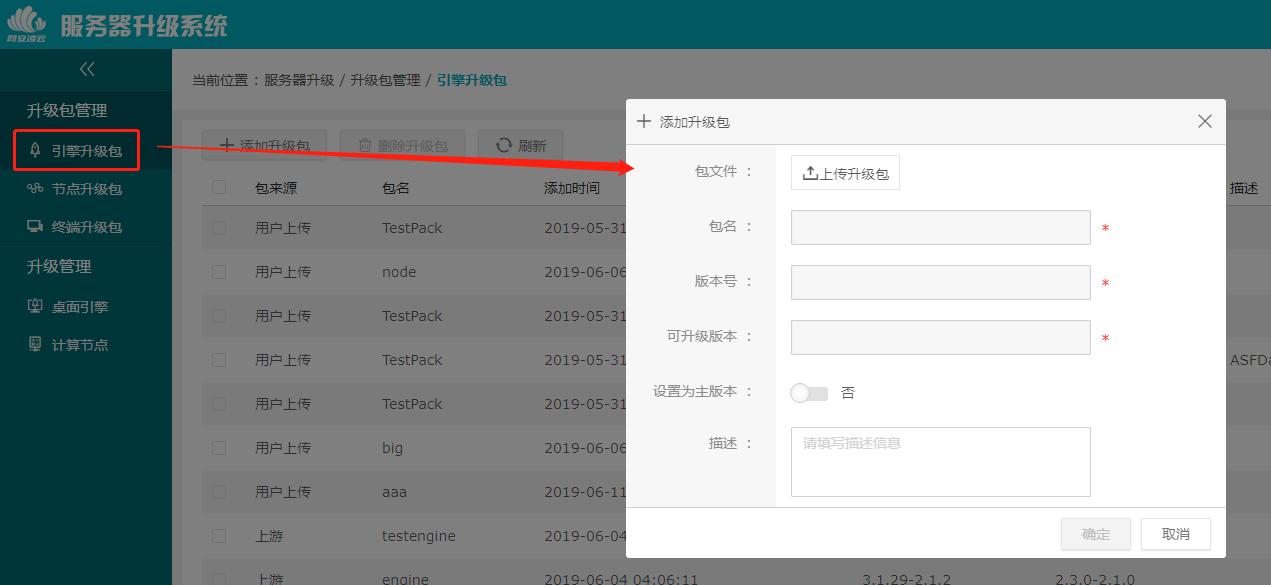 网安凌云
服务器升级系统
当前位置：服务器升级 / 升级包管理 / 引擎升级包
升级包管理
引擎升级包
节点升级包
终端升级包
升级管理
桌面引擎
计算节点
添加升级包 删除升级包 刷新
包来源 包名 添加时间 描述
用户上传 TestPack 2019-05-31
用户上传 node 2019-06-06
用户上传 TestPack 2019-05-31
用户上传 TestPack 2019-05-31 ASFDa
用户上传 TestPack 2019-05-31
用户上传 big 2019-06-06
用户上传 aaa 2019-06-11
上游 testengine 2019-06-04
上游 engine 2019-06-04 04:06:11 3.1.29-2.1.2 2.3.0-2.1.0
添加升级包
包文件 ： 上传升级包
包名 ： *
版本号 ： *
可升级版本 ： *
设置为主版本 ： 否
描述 ： 请填写描述信息
确定 取消